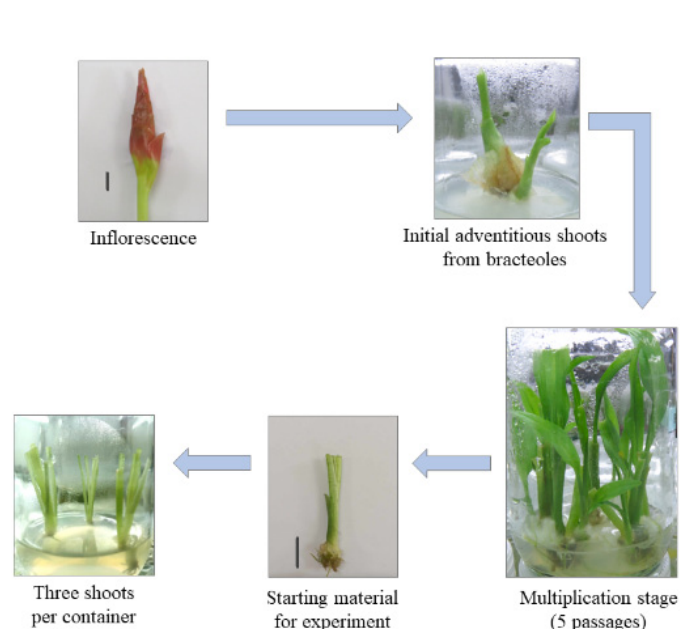 Inflorescence
Initial adventitious shoots
from bracteoles
Three shoots
per container
Starting material
for experiment
Multiplication stage
(5 passages)